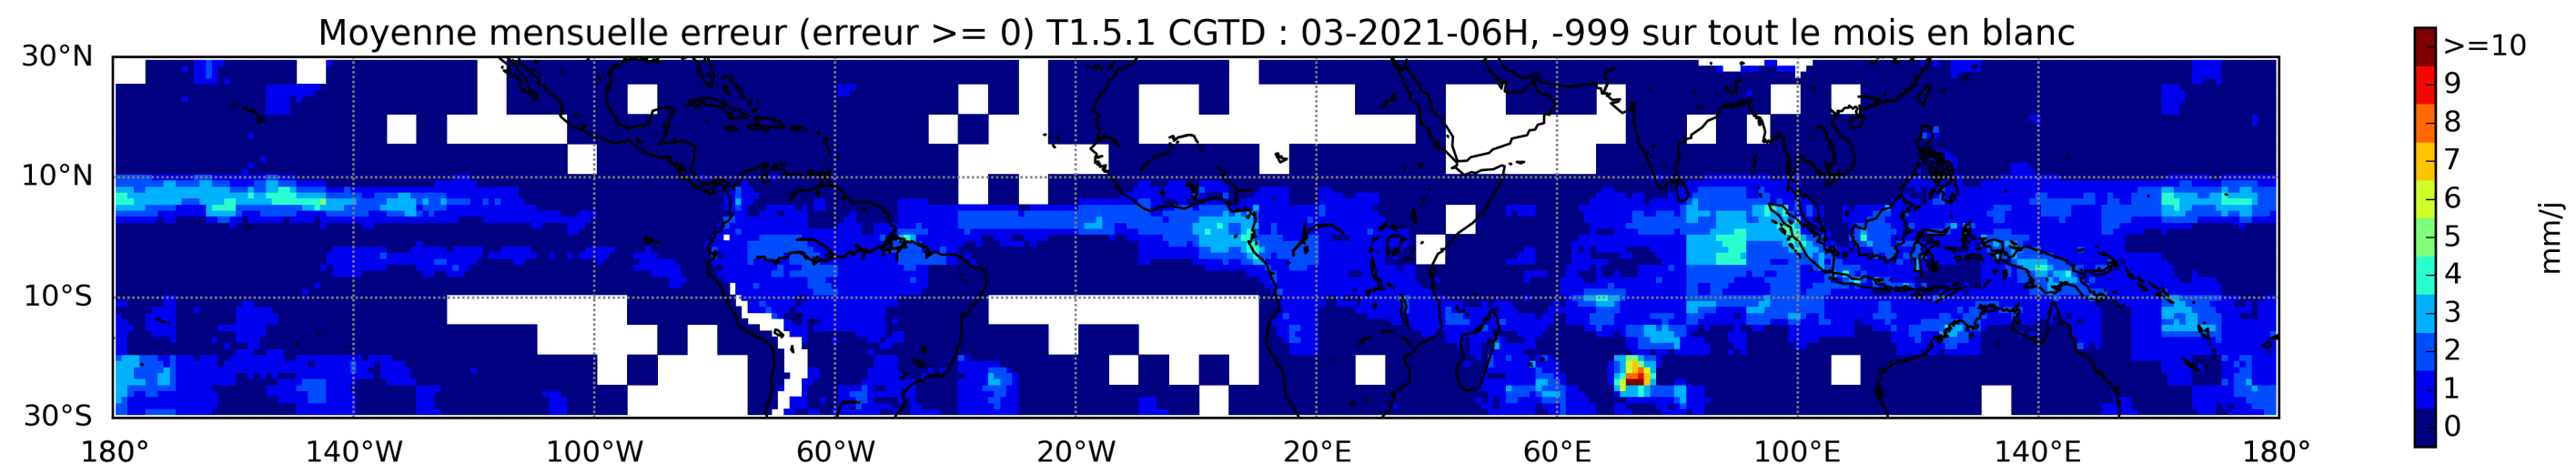 Moyenne mensuelle erreur (erreur >= 0) T1.5.1 CGTD : 03-2021-06H, -999 sur tout le mois en blanc
30°N
10°N
10°S
30°S
180° 140°W 100°W 60°W 20°W 20°E 60°E 100°E 140°E 180°
>=10
9
8
7
6
5
4
3
2
1
0
mm/j